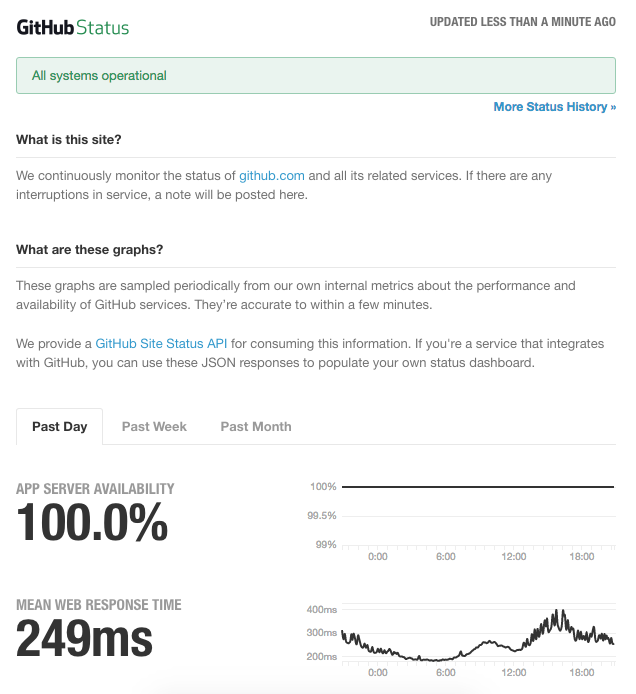 GitHub Status
UPDATED LESS THAN A MINUTE AGO
All systems operational
More Status History »
What is this site?
We continuously monitor the status of github.com and all its related services. If there are any
interruptions in service, a note will be posted here.
What are these graphs?
These graphs are sampled periodically from our own internal metrics about the performance and
availability of GitHub services. They're accurate to within a few minutes.
We provide a GitHub Site Status API for consuming this information. If you're a service that integrates
with GitHub, you can use these JSON responses to populate your own status dashboard.
Past Day Past Week Past Month
APP SERVER AVAILABILITY
100.0%
100%
99.5%
99%
0:00 6:00 12:00 18:00
MEAN WEB RESPONSE TIME
249ms
400ms
300ms
200ms
0:00 6:00 12:00 18:00